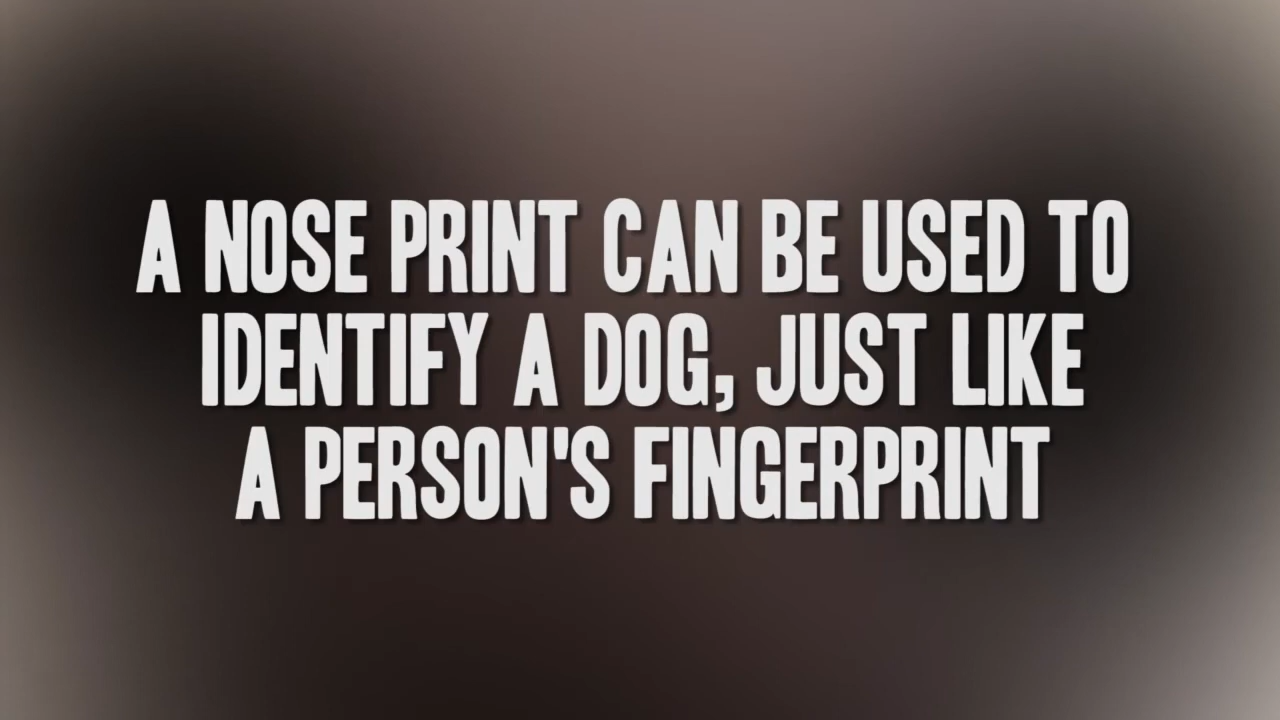 A NOSE PRINT CAN BE USED TO
IDENTIFY A DOG, JUST LIKE
A PERSON'S FINGERPRINT